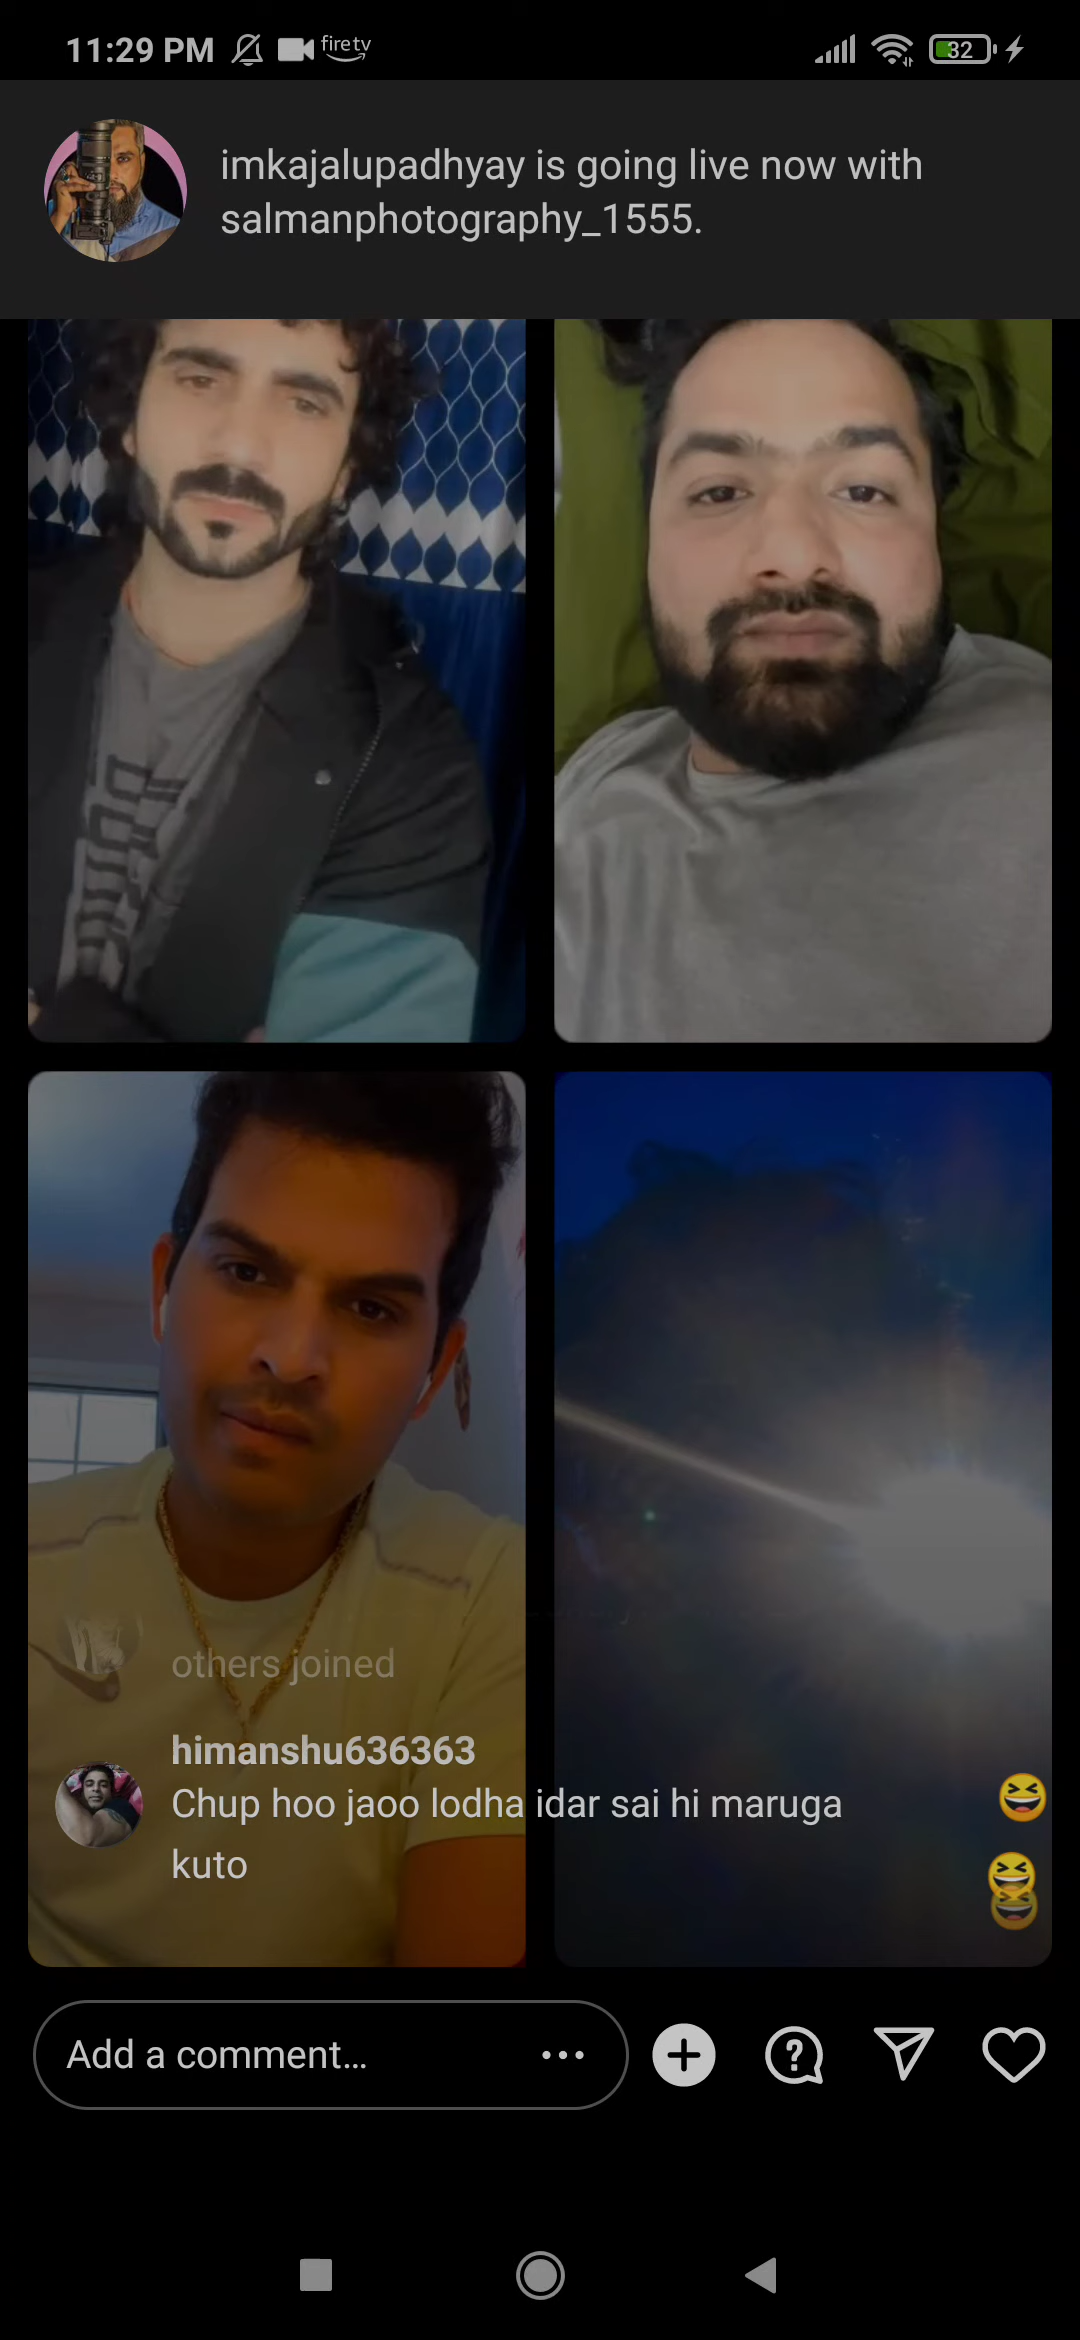 11:29 PM firetv 32
imkajalupadhyay is going live now with
salmanphotography_1555.
others joined
himanshu636363
Chup hoo jaoo lodha idar sai hi maruga
kuto
Add a comment...